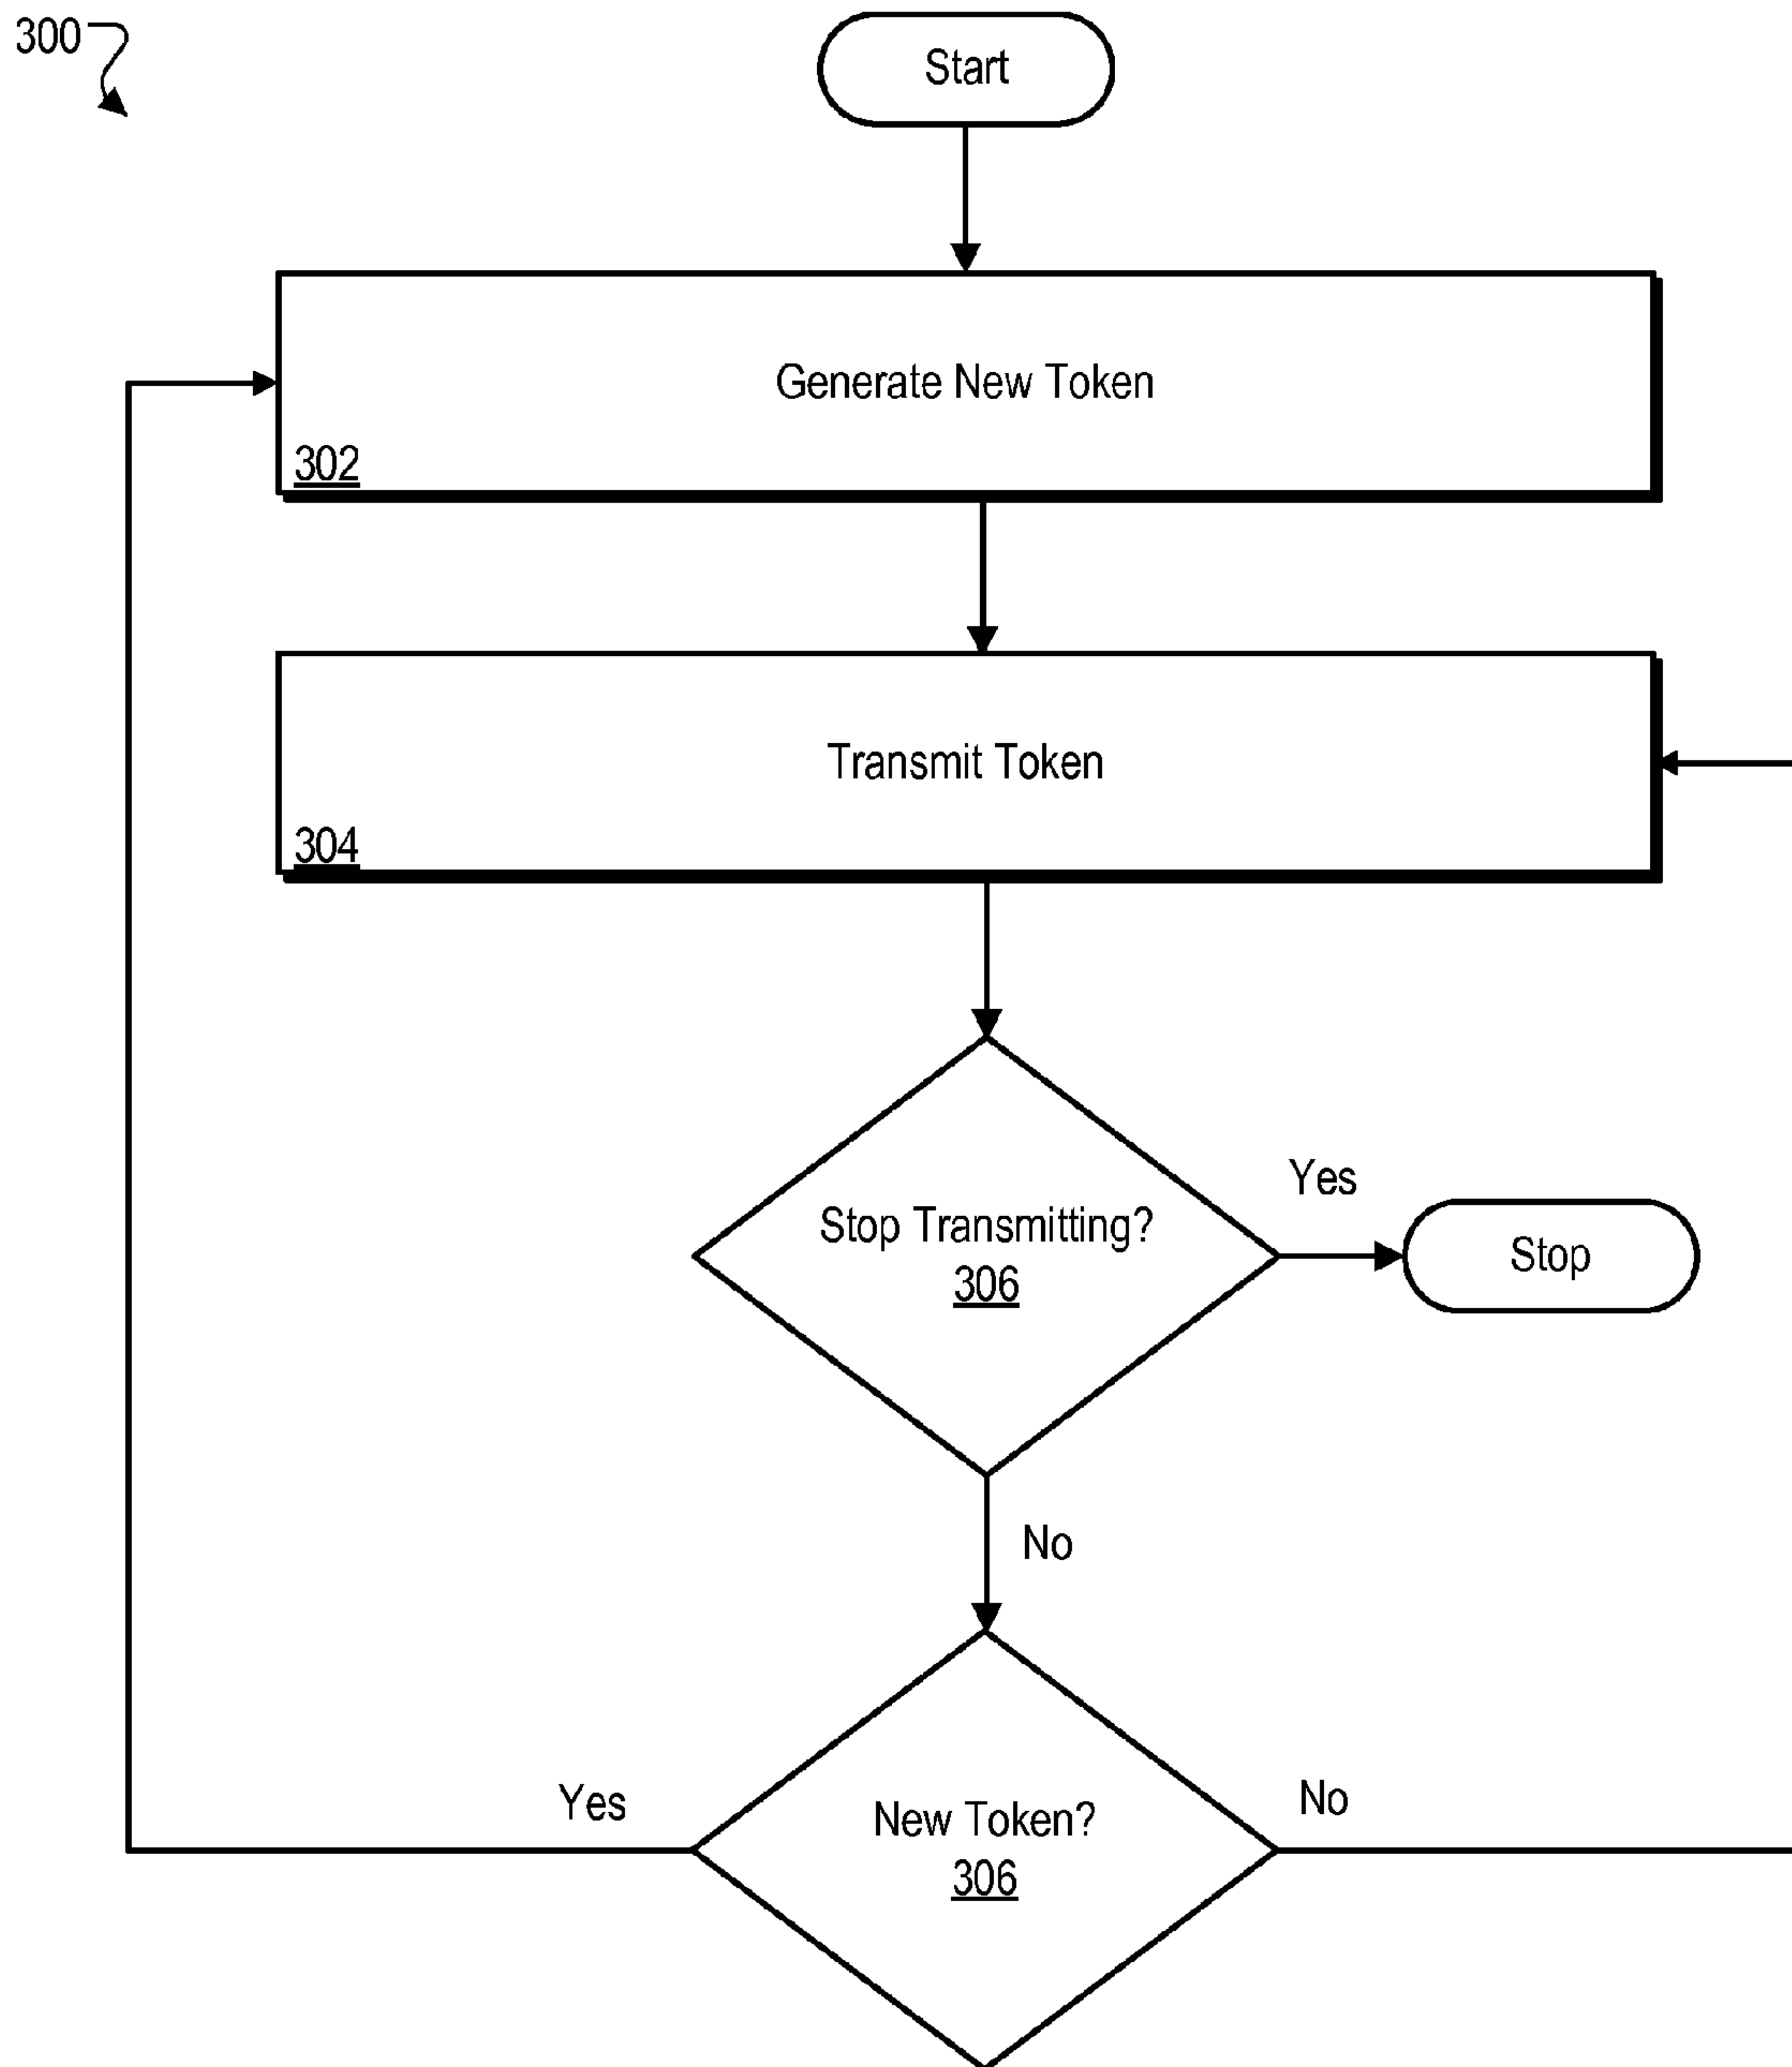 300
Start
Generate New Token
302
Transmit Token
304
Stop Transmitting?
306
Yes
Stop
No
New Token?
306
Yes
No